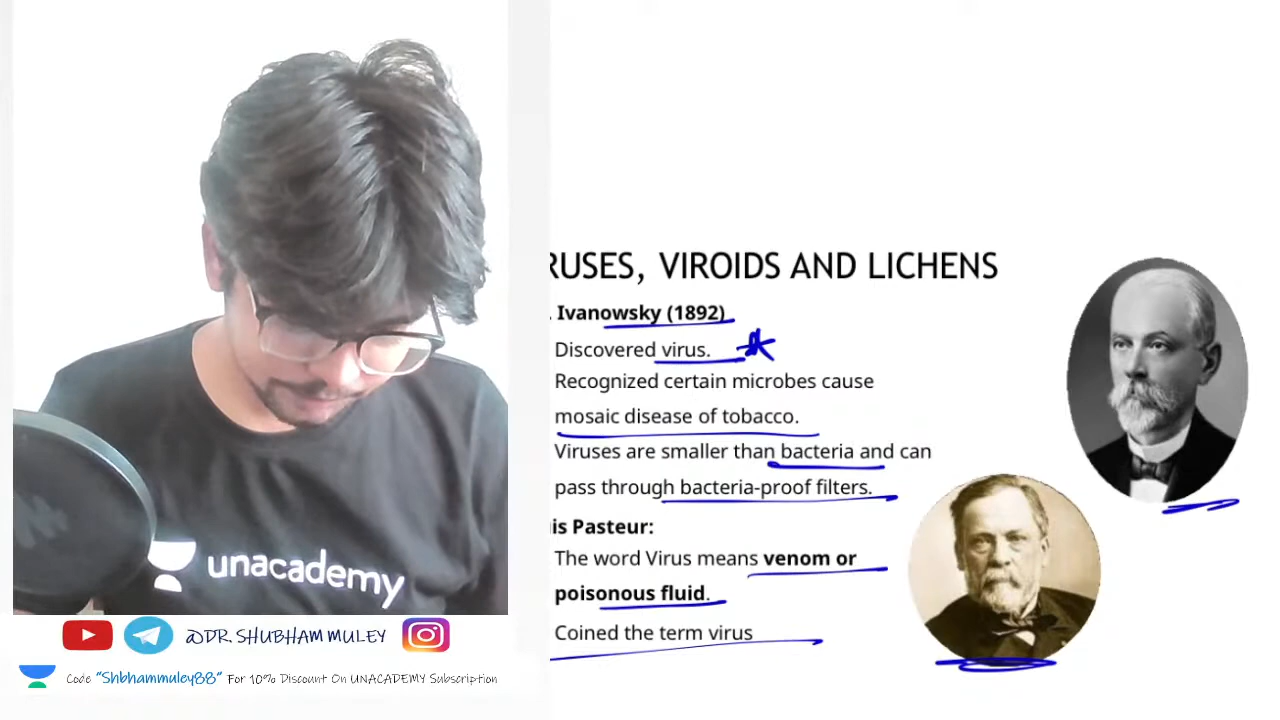 RUSES, VIROIDS AND LICHENS
. Ivanowsky (1892)
Discovered virus.
Recognized certain microbes cause
mosaic disease of tobacco.
Viruses are smaller than bacteria and can
pass through bacteria-proof filters.
is Pasteur:
The word Virus means venom or
poisonous fluid.
Coined the term virus
unacademy
@DR. SHUBHAM MULEY
Code "Shbhammuley88" For 10% Discount On UNACADEMY Subscription